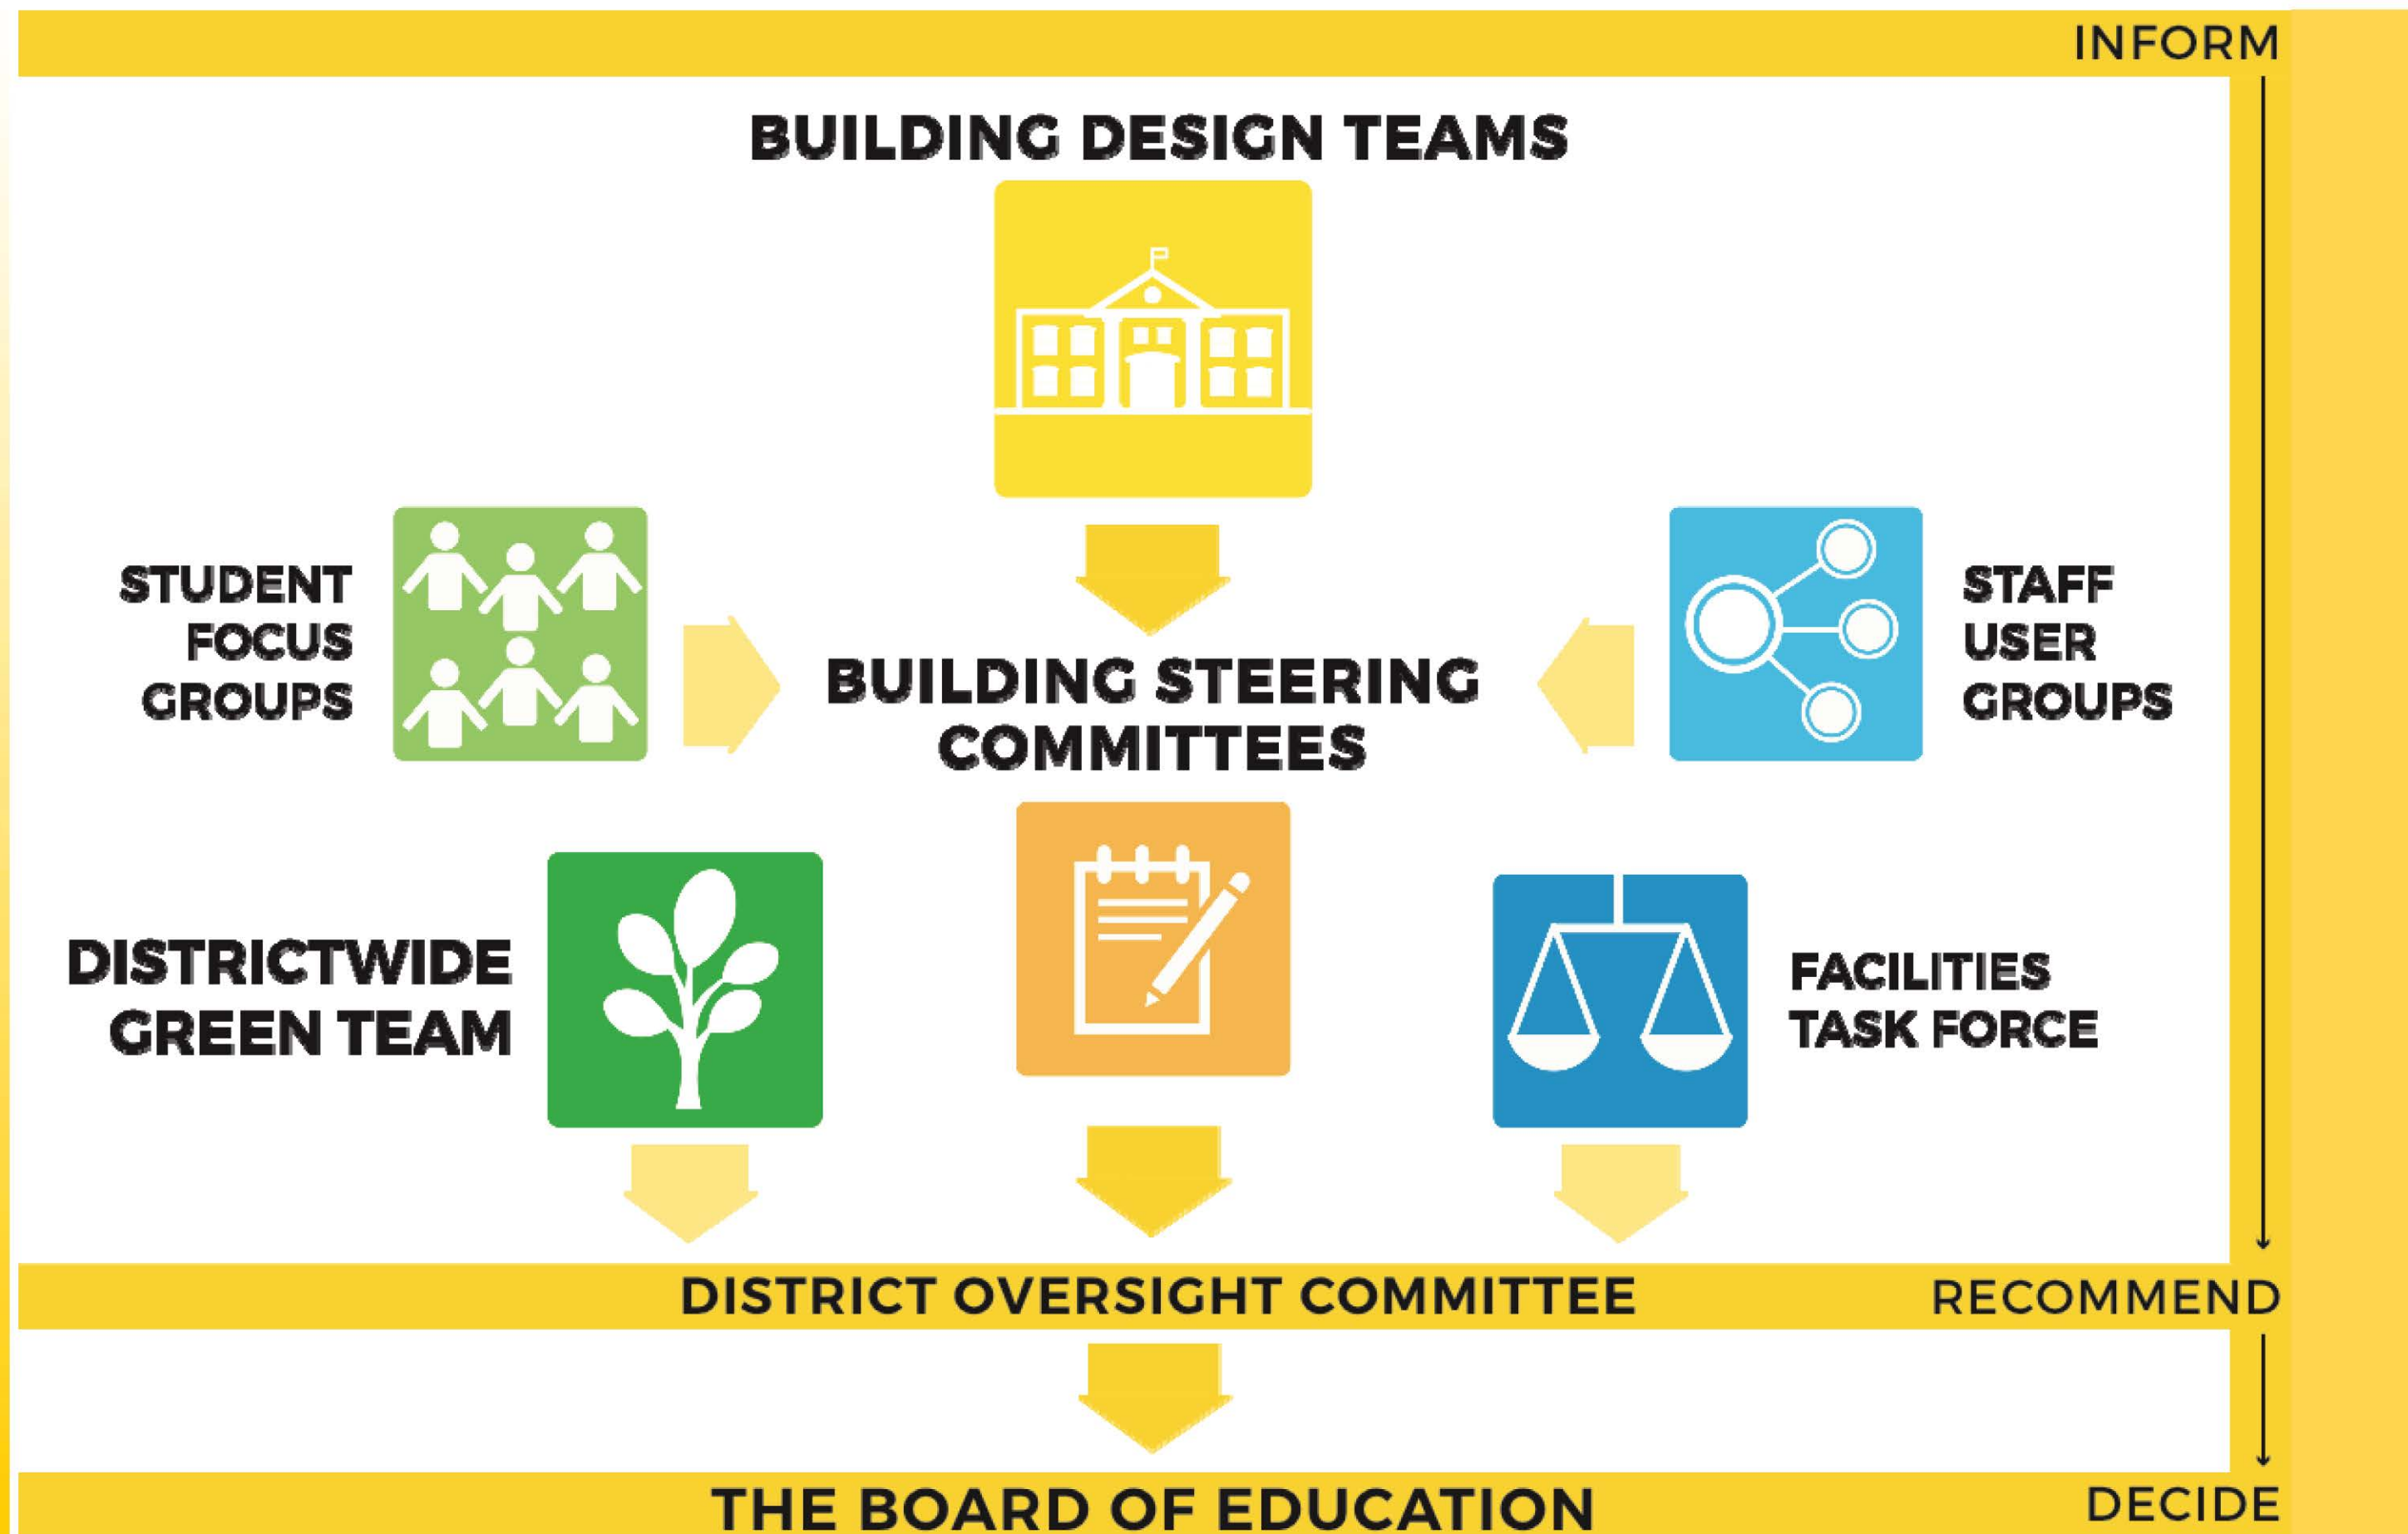 INFORM
BUILDING DESIGN TEAMS
STUDENT
FOCUS
GROUPS
BUILDING STEERING
COMMITTEES
STAFF
USER
GROUPS
DISTRICTWIDE
GREEN TEAM
FACILITIES
TASK FORCE
DISTRICT OVERSIGHT COMMITTEE
RECOMMEND
THE BOARD OF EDUCATION
DECIDE